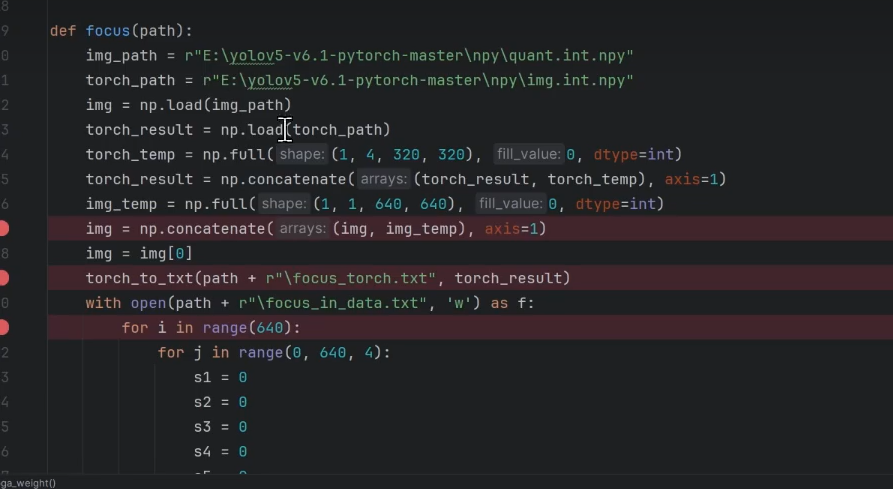 8
9 def focus(path):
0 img_path = r"E:\yolov5-v6.1-pytorch-master\npy\quant.int.npy"
1 torch_path = r"E:\yolov5-v6.1-pytorch-master\npy\img.int.npy"
2 img = np.load(img_path)
3 torch_result = np.load(torch_path)
4 torch_temp = np.full( shape: (1, 4, 320, 320), fill_value: 0, dtype=int)
5 torch_result = np.concatenate( arrays: (torch_result, torch_temp), axis=1)
6 img_temp = np.full( shape: (1, 1, 640, 640), fill_value: 0, dtype=int)
img = np.concatenate( arrays: (img, img_temp), axis=1)
8 img = img[0]
torch_to_txt(path + r"\focus_torch.txt", torch_result)
0 with open(path + r"\focus_in_data.txt", 'w') as f:
for i in range(640):
2 for j in range(0, 640, 4):
3 s1 = 0
4 s2 = 0
5 s3 = 0
6 s4 = 0
ga_weight()